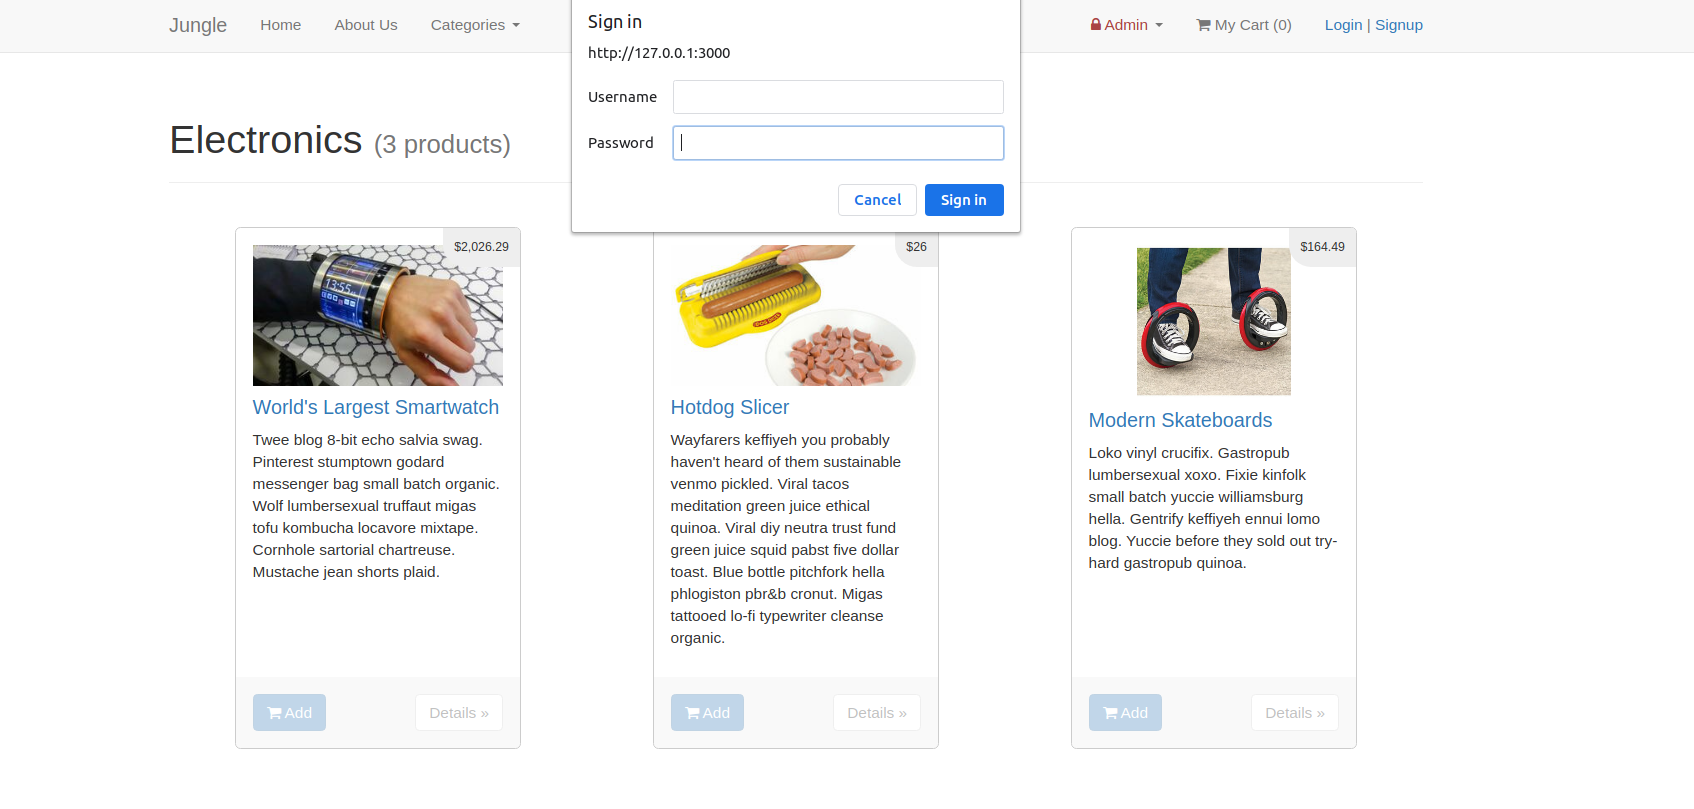 Jungle Home About Us Categories
Admin My Cart (0) Login | Signup
Sign in
http://127.0.0.1:3000
Username
Password
Cancel Sign in
Electronics (3 products)
$2,026.29
13:55
World's Largest Smartwatch
Twee blog 8-bit echo salvia swag.
Pinterest stumptown godard
messenger bag small batch organic.
Wolf lumbersexual truffaut migas
tofu kombucha locavore mixtape.
Cornhole sartorial chartreuse.
Mustache jean shorts plaid.
Add Details »
$26
Hotdog Slicer
Wayfarers keffiyeh you probably
haven't heard of them sustainable
venmo pickled. Viral tacos
meditation green juice ethical
quinoa. Viral diy neutra trust fund
green juice squid pabst five dollar
toast. Blue bottle pitchfork hella
phlogiston pbr&b cronut. Migas
tattooed lo-fi typewriter cleanse
organic.
Add Details »
$164.49
Modern Skateboards
Loko vinyl crucifix. Gastropub
lumbersexual xoxo. Fixie kinfolk
small batch yuccie williamsburg
hella. Gentrify keffiyeh ennui lomo
blog. Yuccie before they sold out try-
hard gastropub quinoa.
Add Details »